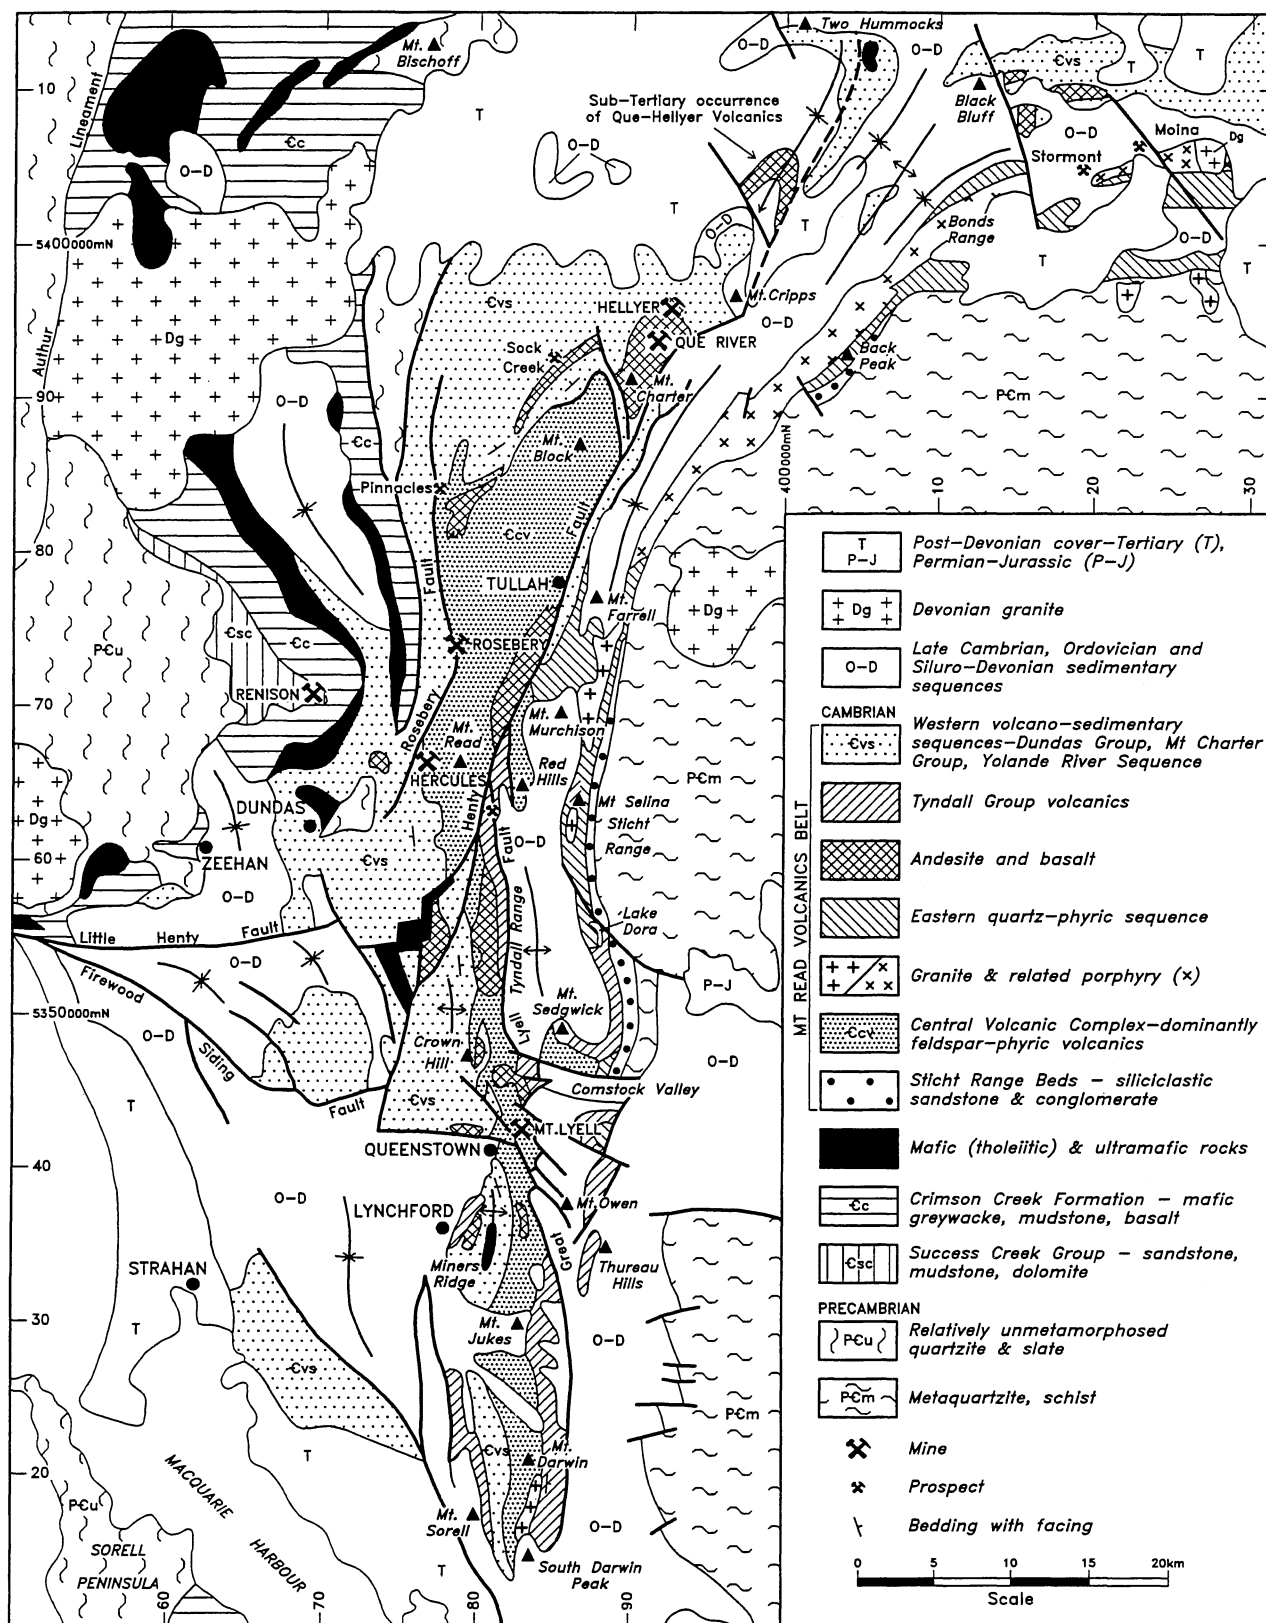 Two Hummocks
Mt.
Bischoff
O-D
O-D
Є​vs
T
T
10
Lineament
Sub-Tertiary occurrence
of Que-Hellyer Volcanics
Black
Bluff
T
Єc
O-D
O-D
O-D
Moina
Dg
Stormont
T
O-D
T
Bonds
Range
O-D
5400000mN
T
T
Єvs
HELLYER
Mt.Cripps
O-D
Dg
Arthur
Sock
Creek
QUE RIVER
Back
Peak
Mt.
Charter
90
O-D
PЄm
Єc
Mt.
Block
400000mN
10
20
30
Pinnacles
Fault
Єcv
80
Fault
TULLAH
Mt.
Farrell
Dg
Єsc
Єc
ROSEBERY
PЄu
RENISON
70
Rosebery
Mt.
Read
Mt.
Murchison
PЄm
HERCULES
Red
Hills
DUNDAS
Henty
Mt Selina
Sticht
Range
Dg
60
ZEEHAN
Єvs
Fault
O-D
O-D
Lake
Dora
Little Henty Fault
O-D
Tyndall Range
Firewood
P-J
5350000mN
O-D
Mt.
Sedgwick
Lyell
Crown
Hill
O-D
Siding
Fault
Єvs
Comstock Valley
T
MT.LYELL
QUEENSTOWN
40
O-D
LYNCHFORD
Mt.Owen
Great
STRAHAN
Miners
Ridge
Thureau
Hills
T
30
Mt.
Jukes
O-D
Єvs
PЄm
T
Єvs
Mt.
Darwin
20
MACQUARIE
HARBOUR
PЄu
Mt.
Sorell
O-D
SORELL
PENINSULA
T
South Darwin
Peak
60
70
80
90
T
P-J
Post-Devonian cover-Tertiary (T),
Permian-Jurassic (P-J)
Dg
Devonian granite
O-D
Late Cambrian, Ordovician and
Siluro-Devonian sedimentary
sequences
CAMBRIAN
MT READ VOLCANICS BELT
Єvs
Western volcano-sedimentary
sequences-Dundas Group, Mt Charter
Group, Yolande River Sequence
Tyndall Group volcanics
Andesite and basalt
Eastern quartz-phyric sequence
Granite & related porphyry (x)
Єcv
Central Volcanic Complex-dominantly
feldspar-phyric volcanics
Sticht Range Beds - siliciclastic
sandstone & conglomerate
Mafic (tholeiitic) & ultramafic rocks
Єc
Crimson Creek Formation - mafic
greywacke, mudstone, basalt
Єsc
Success Creek Group - sandstone,
mudstone, dolomite
PRECAMBRIAN
PЄu
Relatively unmetamorphosed
quartzite & slate
PЄm
Metaquartzite, schist
Mine
Prospect
Bedding with facing
0 5 10 15 20km
Scale